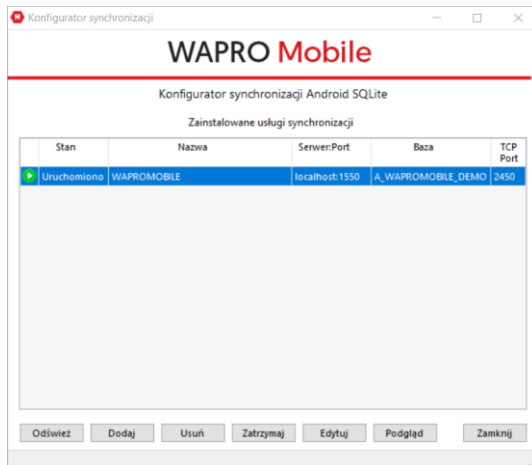 Konfigurator synchronizacji
WAPRO Mobile
Konfigurator synchronizacji Android SQLite
Zainstalowane usługi synchronizacji
Stan Nazwa Serwer:Port Baza TCP Port
Uruchomiono WAPROMOBILE localhost:1550 A_WAPROMOBILE_DEMO 2450
Odśwież Dodaj Usuń Zatrzymaj Edytuj Podgląd Zamknij